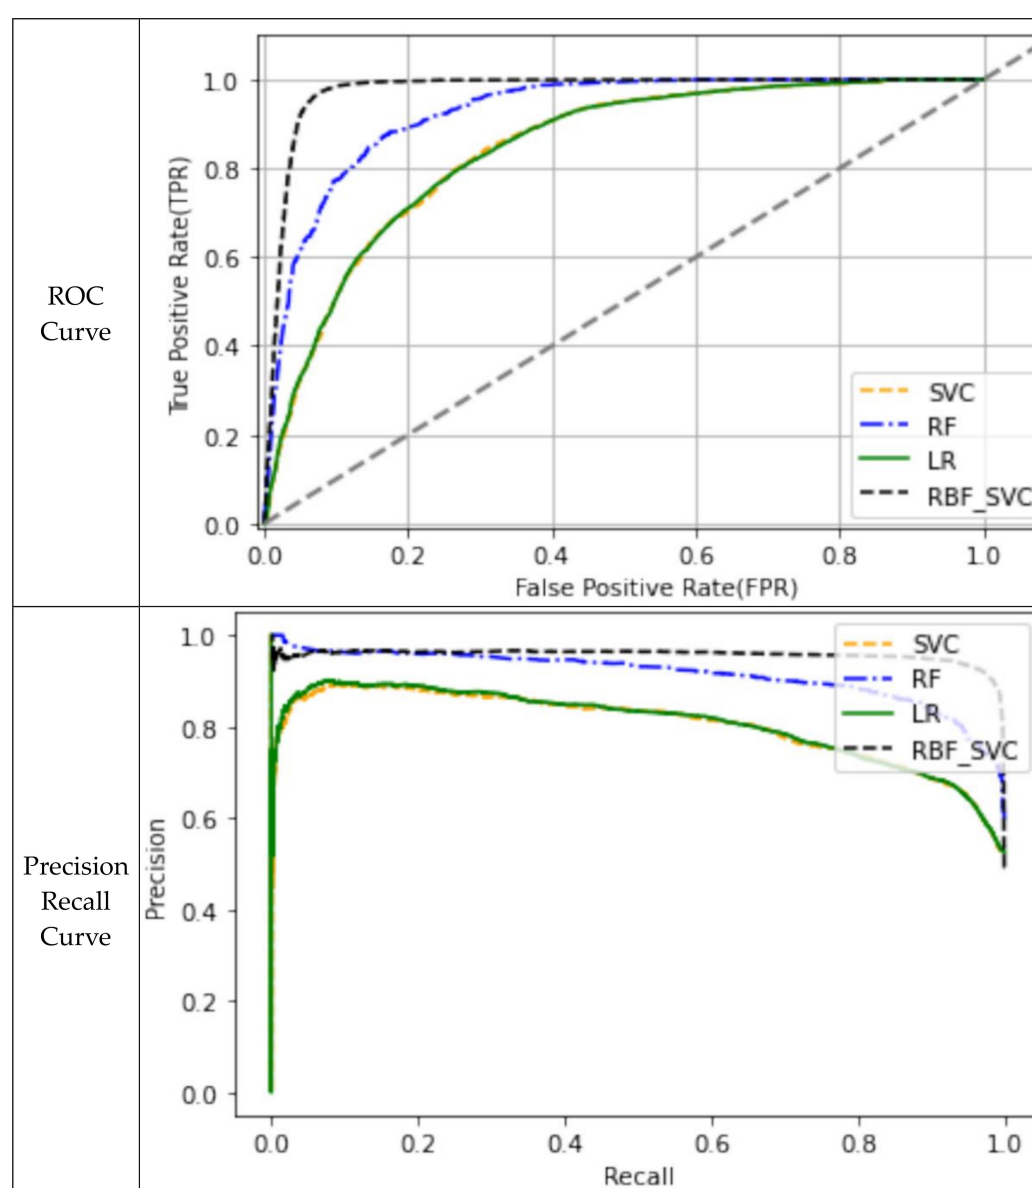 ROC
Curve
True Positive Rate(TPR)
1.0
0.8
0.6
0.4
0.2
0.0
0.0 0.2 0.4 0.6 0.8 1.0
False Positive Rate(FPR)
SVC
RF
LR
RBF_SVC
Precision
Recall
Curve
Precision
1.0
0.8
0.6
0.4
0.2
0.0
0.0 0.2 0.4 0.6 0.8 1.0
Recall
SVC
RF
LR
RBF_SVC